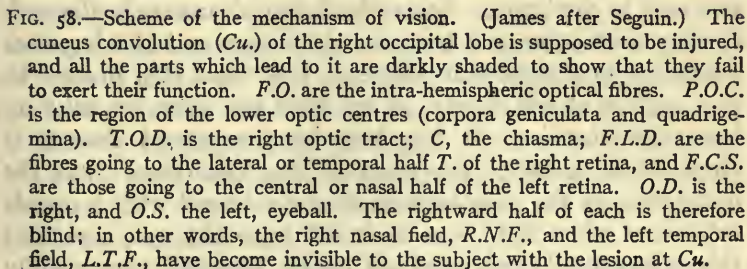 FIG. 58.—Scheme of the mechanism of vision. (James after Seguin.) The
cuneus convolution (Cu.) of the right occipital lobe is supposed to be injured,
and all the parts which lead to it are darkly shaded to show that they fail
to exert their function. F.O. are the intra-hemispheric optical fibres. P.O.C.
is the region of the lower optic centres (corpora geniculata and quadrige-
mina). T.O.D. is the right optic tract; C, the chiasma; F.L.D. are the
fibres going to the lateral or temporal half T. of the right retina, and F.C.S.
are those going to the central or nasal half of the left retina. O.D. is the
right, and O.S. the left, eyeball. The rightward half of each is therefore
blind; in other words, the right nasal field, R.N.F., and the left temporal
field, L.T.F., have become invisible to the subject with the lesion at Cu.